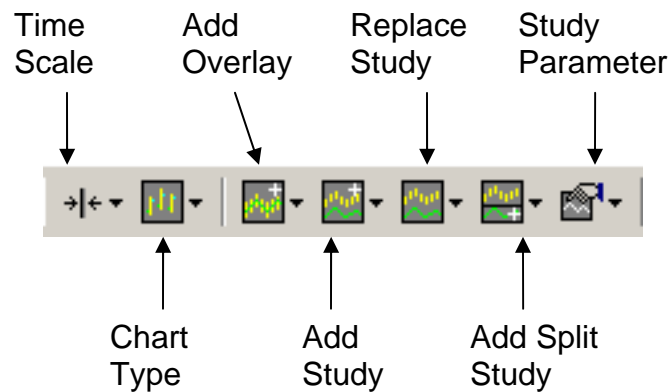 Time
Scale
Add
Overlay
Replace
Study
Study
Parameter
Chart
Type
Add
Study
Add Split
Study